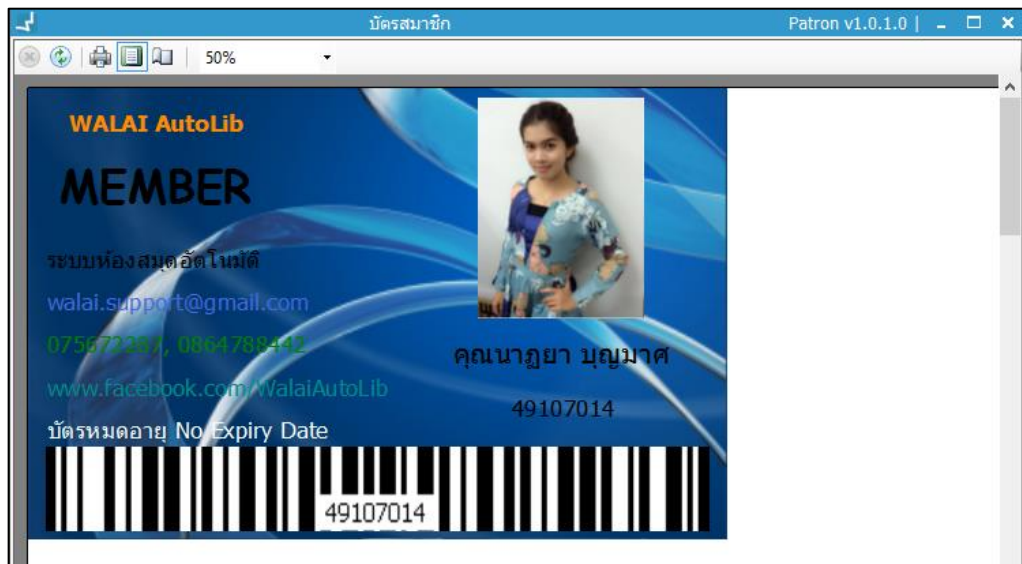 บัตรสมาชิก
Patron v1.0.1.0 |
50%
WALAI AutoLib
MEMBER
ระบบห้องสมุดอัตโนมัติ
walai.support@gmail.com
075673287, 0864788442
www.facebook.com/WalaiAutoLib
บัตรหมดอายุ No Expiry Date
คุณนาฏยา บุญมาศ
49107014
49107014